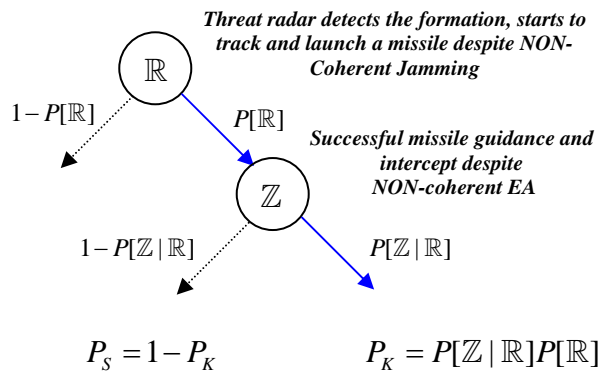 Threat radar detects the formation, starts to
track and launch a missile despite NON-
Coherent Jamming
ℝ
1−P[ℝ]
P[ℝ]
Successful missile guidance and
intercept despite
NON-coherent EA
ℤ
1−P[ℤ | ℝ]
P[ℤ | ℝ]
P_S = 1 − P_K
P_K = P[ℤ | ℝ]P[ℝ]